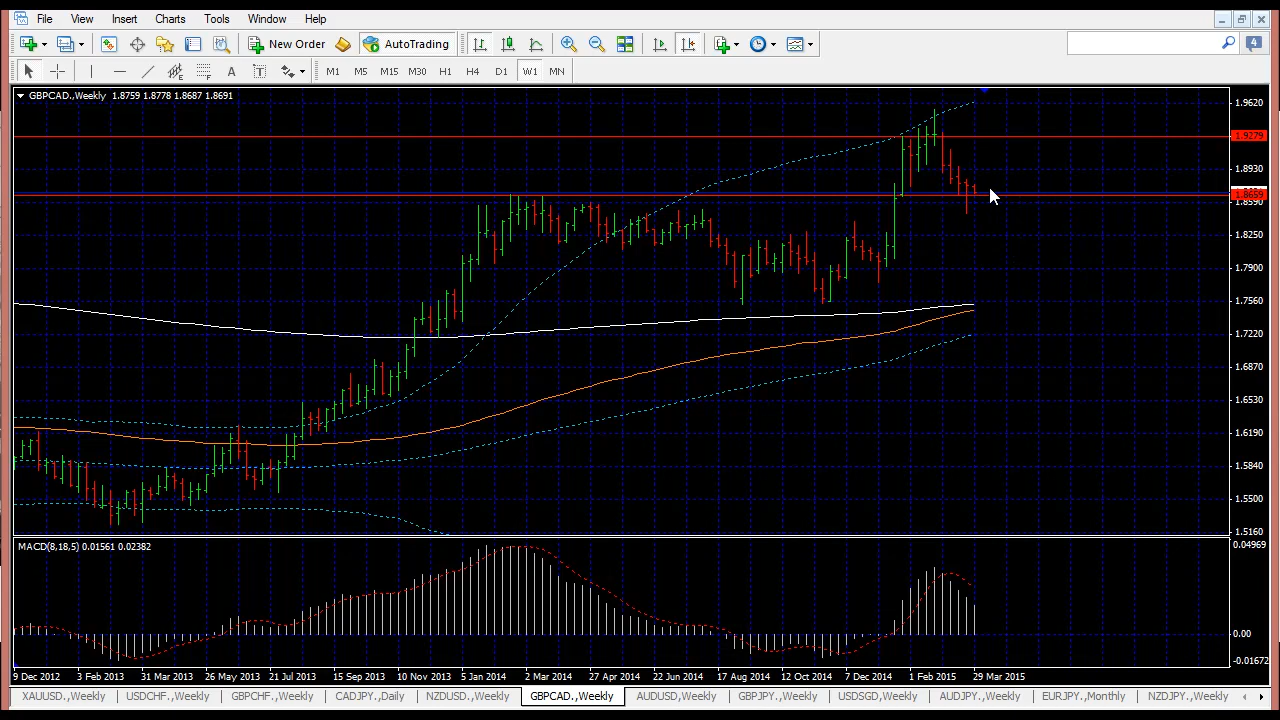 File View Insert Charts Tools Window Help
New Order AutoTrading 4
A T M1 M5 M15 M30 H1 H4 D1 W1 MN
GBPCAD.,Weekly 1.8759 1.8778 1.8687 1.8691
1.9620
1.9279
1.8930
1.8659
1.8590
1.8250
1.7900
1.7560
1.7220
1.6870
1.6530
1.6190
1.5840
1.5500
1.5160
MACD(8,18,5) 0.01561 0.02382
0.04969
0.00
-0.01672
9 Dec 2012 3 Feb 2013 31 Mar 2013 26 May 2013 21 Jul 2013 15 Sep 2013 10 Nov 2013 5 Jan 2014 2 Mar 2014 27 Apr 2014 22 Jun 2014 17 Aug 2014 12 Oct 2014 7 Dec 2014 1 Feb 2015 29 Mar 2015
XAUUSD.,Weekly USDCHF.,Weekly GBPCHF.,Weekly CADJPY.,Daily NZDUSD.,Weekly GBPCAD.,Weekly AUDUSD.,Weekly GBPJPY.,Weekly USDSGD.,Weekly AUDJPY.,Weekly EURJPY.,Monthly NZDJPY.,Weekly